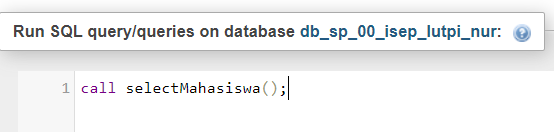 Run SQL query/queries on database db_sp_00_isep_lutpi_nur:
1 call selectMahasiswa();